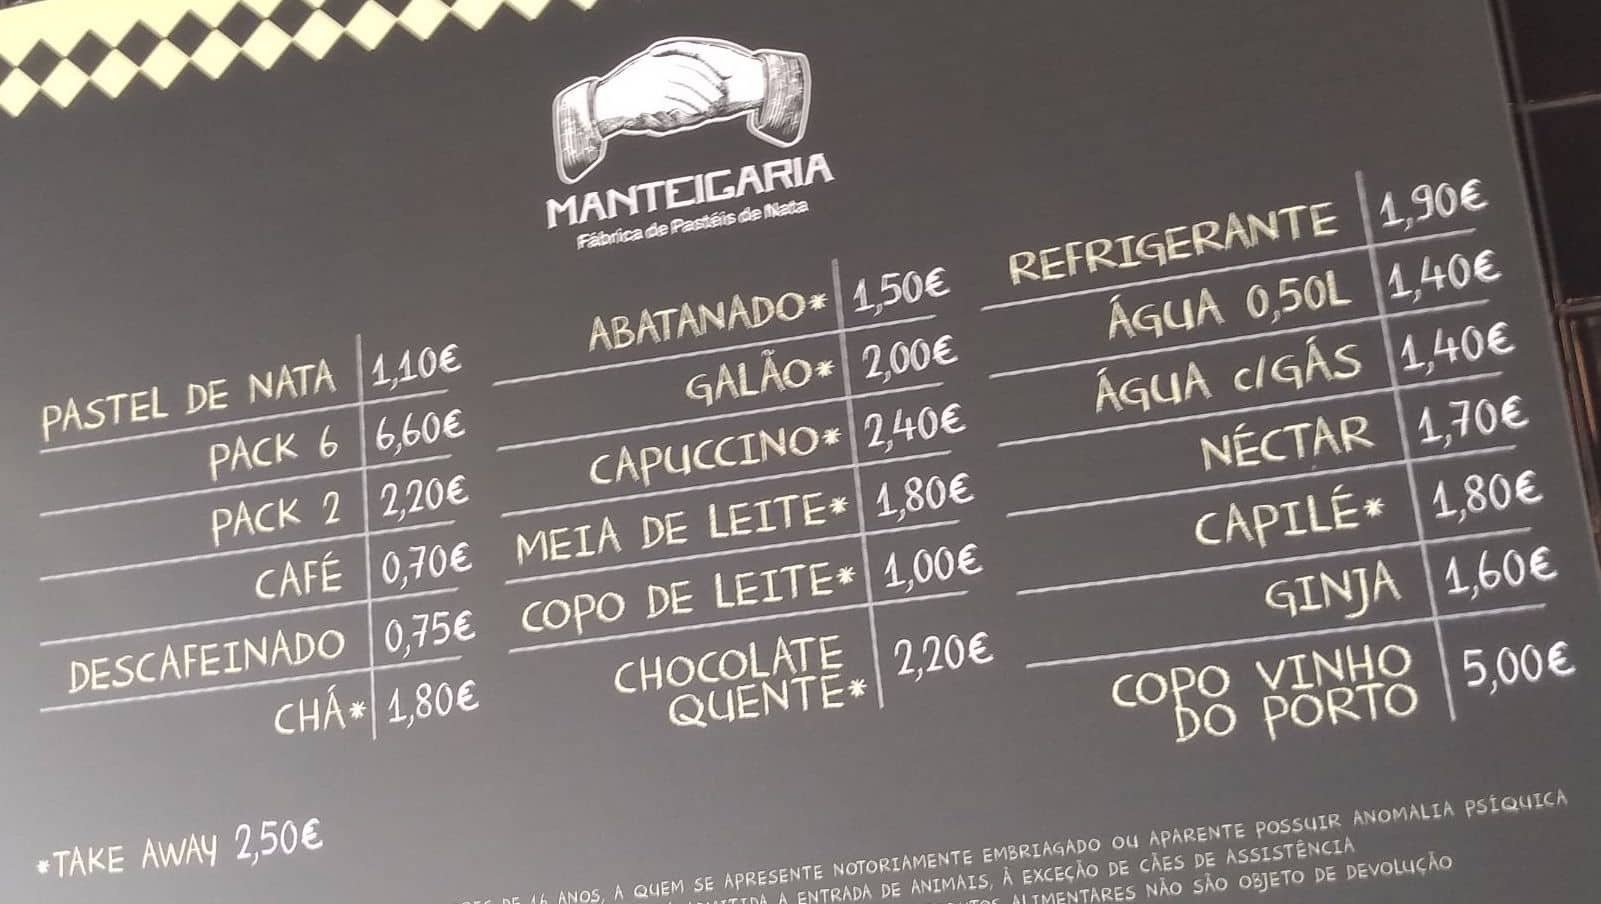 MANTEIGARIA
Fábrica de Pastéis de Nata
PASTEL DE NATA 1,10€
PACK 6 6,60€
PACK 2 2,20€
CAFÉ 0,70€
DESCAFEINADO 0,75€
CHÁ* 1,80€
ABATANADO* 1,50€
GALÃO* 2,00€
CAPUCCINO* 2,40€
MEIA DE LEITE* 1,80€
COPO DE LEITE* 1,00€
CHOCOLATE
QUENTE* 2,20€
REFRIGERANTE 1,90€
ÁGUA 0,50L 1,40€
ÁGUA C/GÁS 1,40€
NÉCTAR 1,70€
CAPILÉ* 1,80€
GINJA 1,60€
COPO VINHO
DO PORTO 5,00€
*TAKE AWAY 2,50€
DE 16 ANOS, A QUEM SE APRESENTE NOTORIAMENTE EMBRIAGADO OU APARENTE POSSUIR ANOMALIA PSÍQUICA
A ENTRADA DE ANIMAIS, À EXCEÇÃO DE CÃES DE ASSISTÊNCIA
ALIMENTARES NÃO SÃO OBJETO DE DEVOLUÇÃO